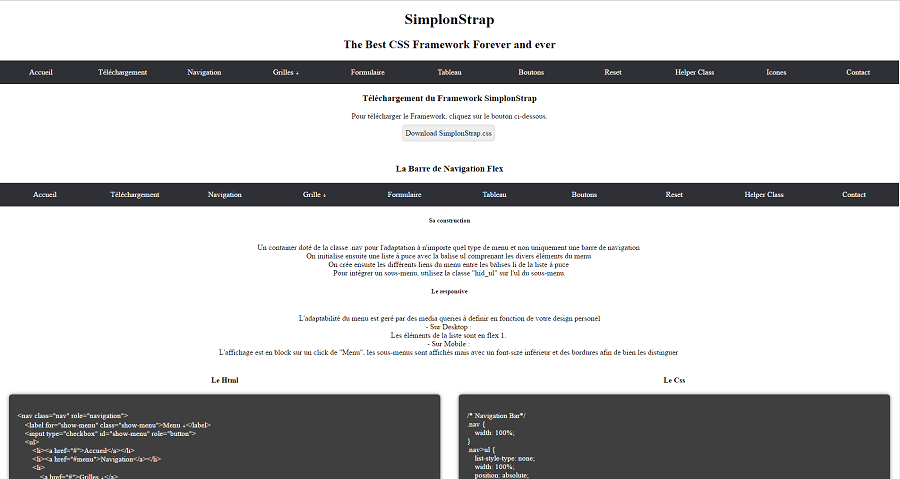 SimplonStrap
The Best CSS Framework Forever and ever
Accueil Téléchargement Navigation Grilles ↓ Formulaire Tableau Boutons Reset Helper Class Icones Contact
Téléchargement du Framework SimplonStrap
Pour télécharger le Framework, cliquez sur le bouton ci-dessous.
Download SimplonStrap.css
La Barre de Navigation Flex
Accueil Téléchargement Navigation Grille ↓ Formulaire Tableau Boutons Reset Helper Class Contact
Sa construction
Un container doté de la classe .nav pour l'adaptation à n'importe quel type de menu et non uniquement une barre de navigation
On initialise ensuite une liste à puce avec la balise ul comprenant les divers éléments du menu
On crée ensuite les différents liens du menu entre les balises li de la liste à puce
Pour intégrer un sous-menu, utilisez la classe "hid_ul" sur l'ul du sous-menu.
Le responsive
L'adaptabilité du menu est geré par des media queries à définir en fonction de votre design personel
- Sur Desktop :
Les éléments de la liste sont en flex 1.
- Sur Mobile :
L'affichage est en block sur un click de "Menu", les sous-menus sont affichés mais avec un font-size inférieur et des bordures afin de bien les distinguer
Le Html
<nav class="nav" role="navigation">
<label for="show-menu" class="show-menu">Menu ↓</label>
<input type="checkbox" id="show-menu" role="button">
<ul>
<li><a href="#">Accueil</a></li>
<li><a href="#menu">Navigation</a></li>
<li>
<a href="#">Grilles ↓</a>
Le Css
/* Navigation Bar*/
.nav {
width: 100%;
}
.nav>ul {
list-style-type: none;
width: 100%;
position: absolute;